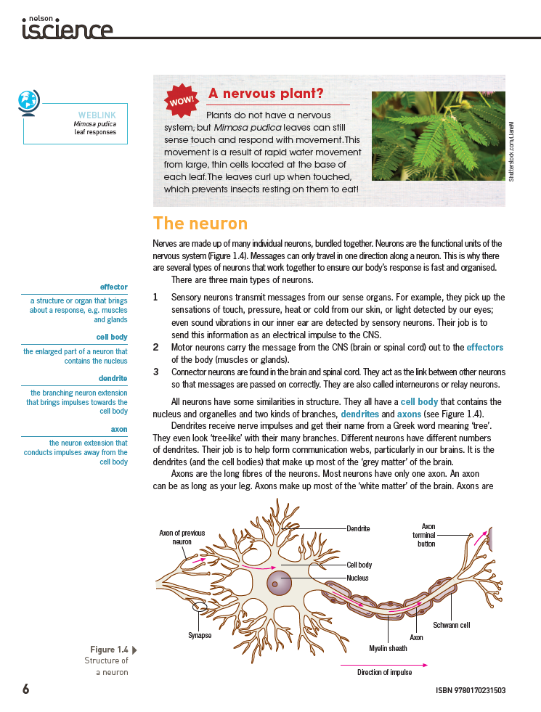 nelson
iscience
WEBLINK
Mimosa pudica
leaf responses
WOW!
A nervous plant?
Plants do not have a nervous
system, but Mimosa pudica leaves can still
sense touch and respond with movement. This
movement is a result of rapid water movement
from large, thin cells located at the base of
each leaf. The leaves curl up when touched,
which prevents insects resting on them to eat!
The neuron
Nerves are made up of many individual neurons, bundled together. Neurons are the functional units of the
nervous system (Figure 1.4). Messages can only travel in one direction along a neuron. This is why there
are several types of neurons that work together to ensure our body's response is fast and organised.
There are three main types of neurons.
1 Sensory neurons transmit messages from our sense organs. For example, they pick up the
sensations of touch, pressure, heat or cold from our skin, or light detected by our eyes;
even sound vibrations in our inner ear are detected by sensory neurons. Their job is to
send this information as an electrical impulse to the CNS.
2 Motor neurons carry the message from the CNS (brain or spinal cord) out to the effectors
of the body (muscles or glands).
3 Connector neurons are found in the brain and spinal cord. They act as the link between other neurons
so that messages are passed on correctly. They are also called interneurons or relay neurons.
All neurons have some similarities in structure. They all have a cell body that contains the
nucleus and organelles and two kinds of branches, dendrites and axons (see Figure 1.4).
Dendrites receive nerve impulses and get their name from a Greek word meaning 'tree'.
They even look 'tree-like' with their many branches. Different neurons have different numbers
of dendrites. Their job is to help form communication webs, particularly in our brains. It is the
dendrites (and the cell bodies) that make up most of the 'grey matter' of the brain.
Axons are the long fibres of the neurons. Most neurons have only one axon. An axon
can be as long as your leg. Axons make up most of the 'white matter' of the brain. Axons are
effector
a structure or organ that brings
about a response, e.g. muscles
and glands
cell body
the enlarged part of a neuron that
contains the nucleus
dendrite
the branching neuron extension
that brings impulses towards the
cell body
axon
the neuron extension that
conducts impulses away from the
cell body
Axon of previous
neuron
Dendrite
Axon
terminal
button
Cell body
Nucleus
Synapse
Schwann cell
Axon
Myelin sheath
Direction of impulse
Figure 1.4
Structure of
a neuron
6
ISBN 9780170231503